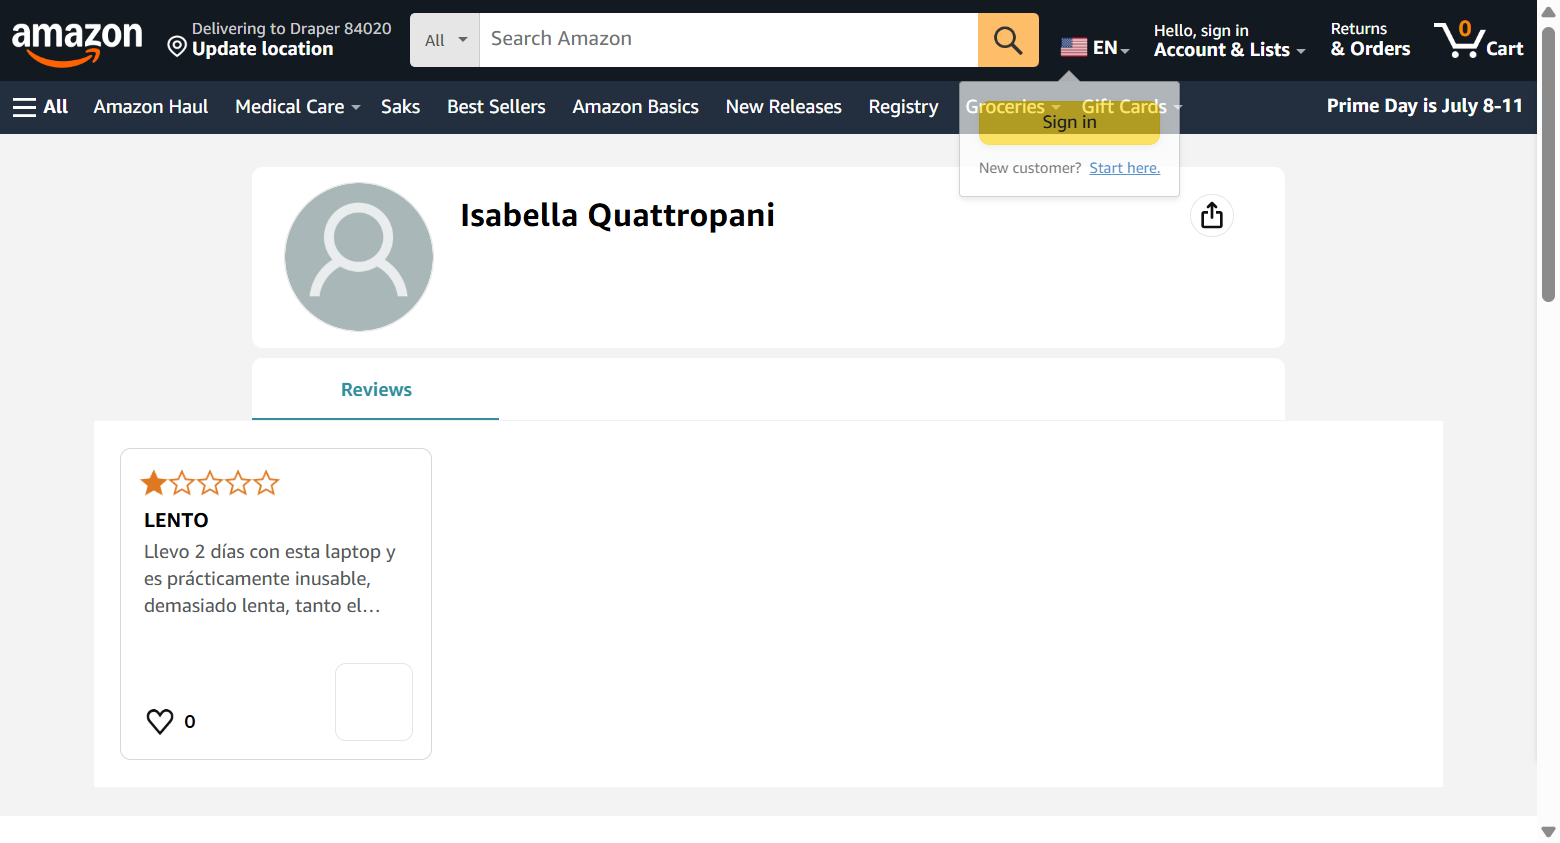 amazon
Delivering to Draper 84020
Update location
All
Search Amazon
EN
Hello, sign in
Account & Lists
Returns
& Orders
0
Cart
All
Amazon Haul
Medical Care
Saks
Best Sellers
Amazon Basics
New Releases
Registry
Groceries
Gift Cards
Prime Day is July 8-11
Sign in
New customer? Start here.
Isabella Quattropani
Reviews
LENTO
Llevo 2 días con esta laptop y
es prácticamente inusable,
demasiado lenta, tanto el…
0